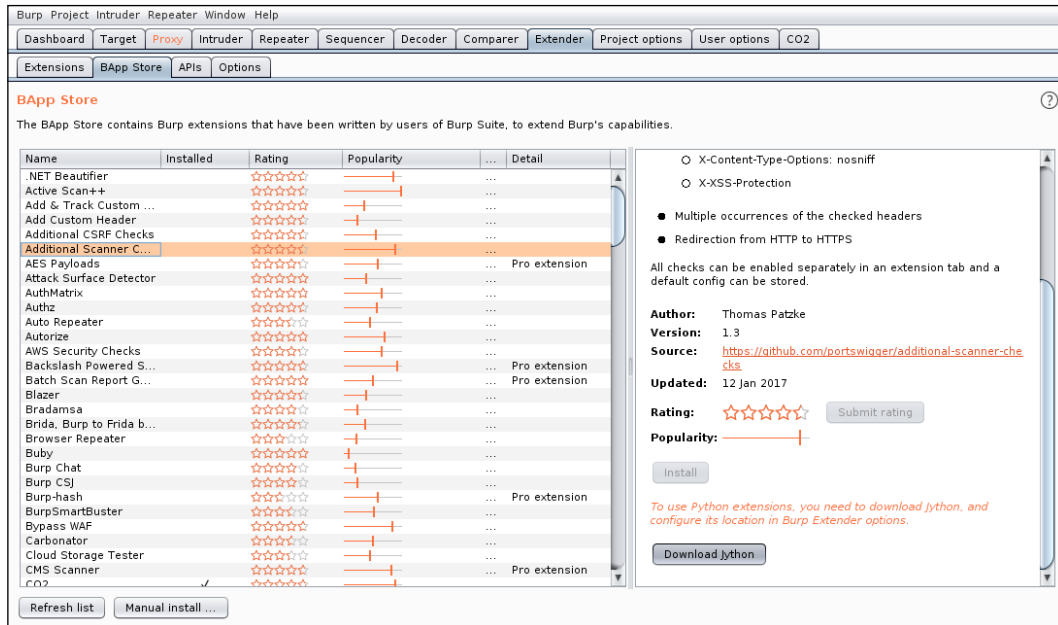 Burp Project Intruder Repeater Window Help
Dashboard Target Proxy Intruder Repeater Sequencer Decoder Comparer Extender Project options User options CO2
Extensions BApp Store APIs Options
BApp Store
?
The BApp Store contains Burp extensions that have been written by users of Burp Suite, to extend Burp's capabilities.
Name Installed Rating Popularity ... Detail
.NET Beautifier ...
Active Scan++ ...
Add & Track Custom ... ...
Add Custom Header ...
Additional CSRF Checks ...
Additional Scanner C... ...
AES Payloads ... Pro extension
Attack Surface Detector ...
AuthMatrix ...
Authz ...
Auto Repeater ...
Autorize ...
AWS Security Checks ...
Backslash Powered S... ... Pro extension
Batch Scan Report G... ... Pro extension
Blazer ...
Bradamsa ...
Brida, Burp to Frida b... ...
Browser Repeater ...
Buby ...
Burp Chat ...
Burp CSJ ...
Burp-hash ... Pro extension
BurpSmartBuster ...
Bypass WAF ...
Carbonator ...
Cloud Storage Tester ...
CMS Scanner ... Pro extension
CO2 ✓ ...
X-Content-Type-Options: nosniff
X-XSS-Protection
Multiple occurrences of the checked headers
Redirection from HTTP to HTTPS
All checks can be enabled separately in an extension tab and a
default config can be stored.
Author: Thomas Patzke
Version: 1.3
Source: https://github.com/portswigger/additional-scanner-che
cks
Updated: 12 Jan 2017
Rating: Submit rating
Popularity:
Install
To use Python extensions, you need to download Jython, and
configure its location in Burp Extender options.
Download Jython
Refresh list Manual install ...